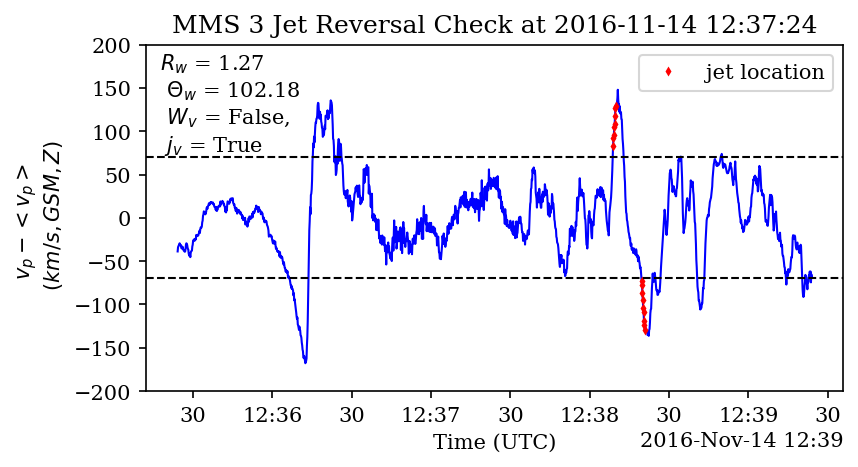 MMS 3 Jet Reversal Check at 2016-11-14 12:37:24
R_w = 1.27
Θ_w = 102.18
W_v = False,
j_v = True
jet location
v_p − < v_p >
(km/s, GSM, Z)
200
150
100
50
0
−50
−100
−150
−200
30 12:36 30 12:37 30 12:38 30 12:39 30
Time (UTC)
2016-Nov-14 12:39